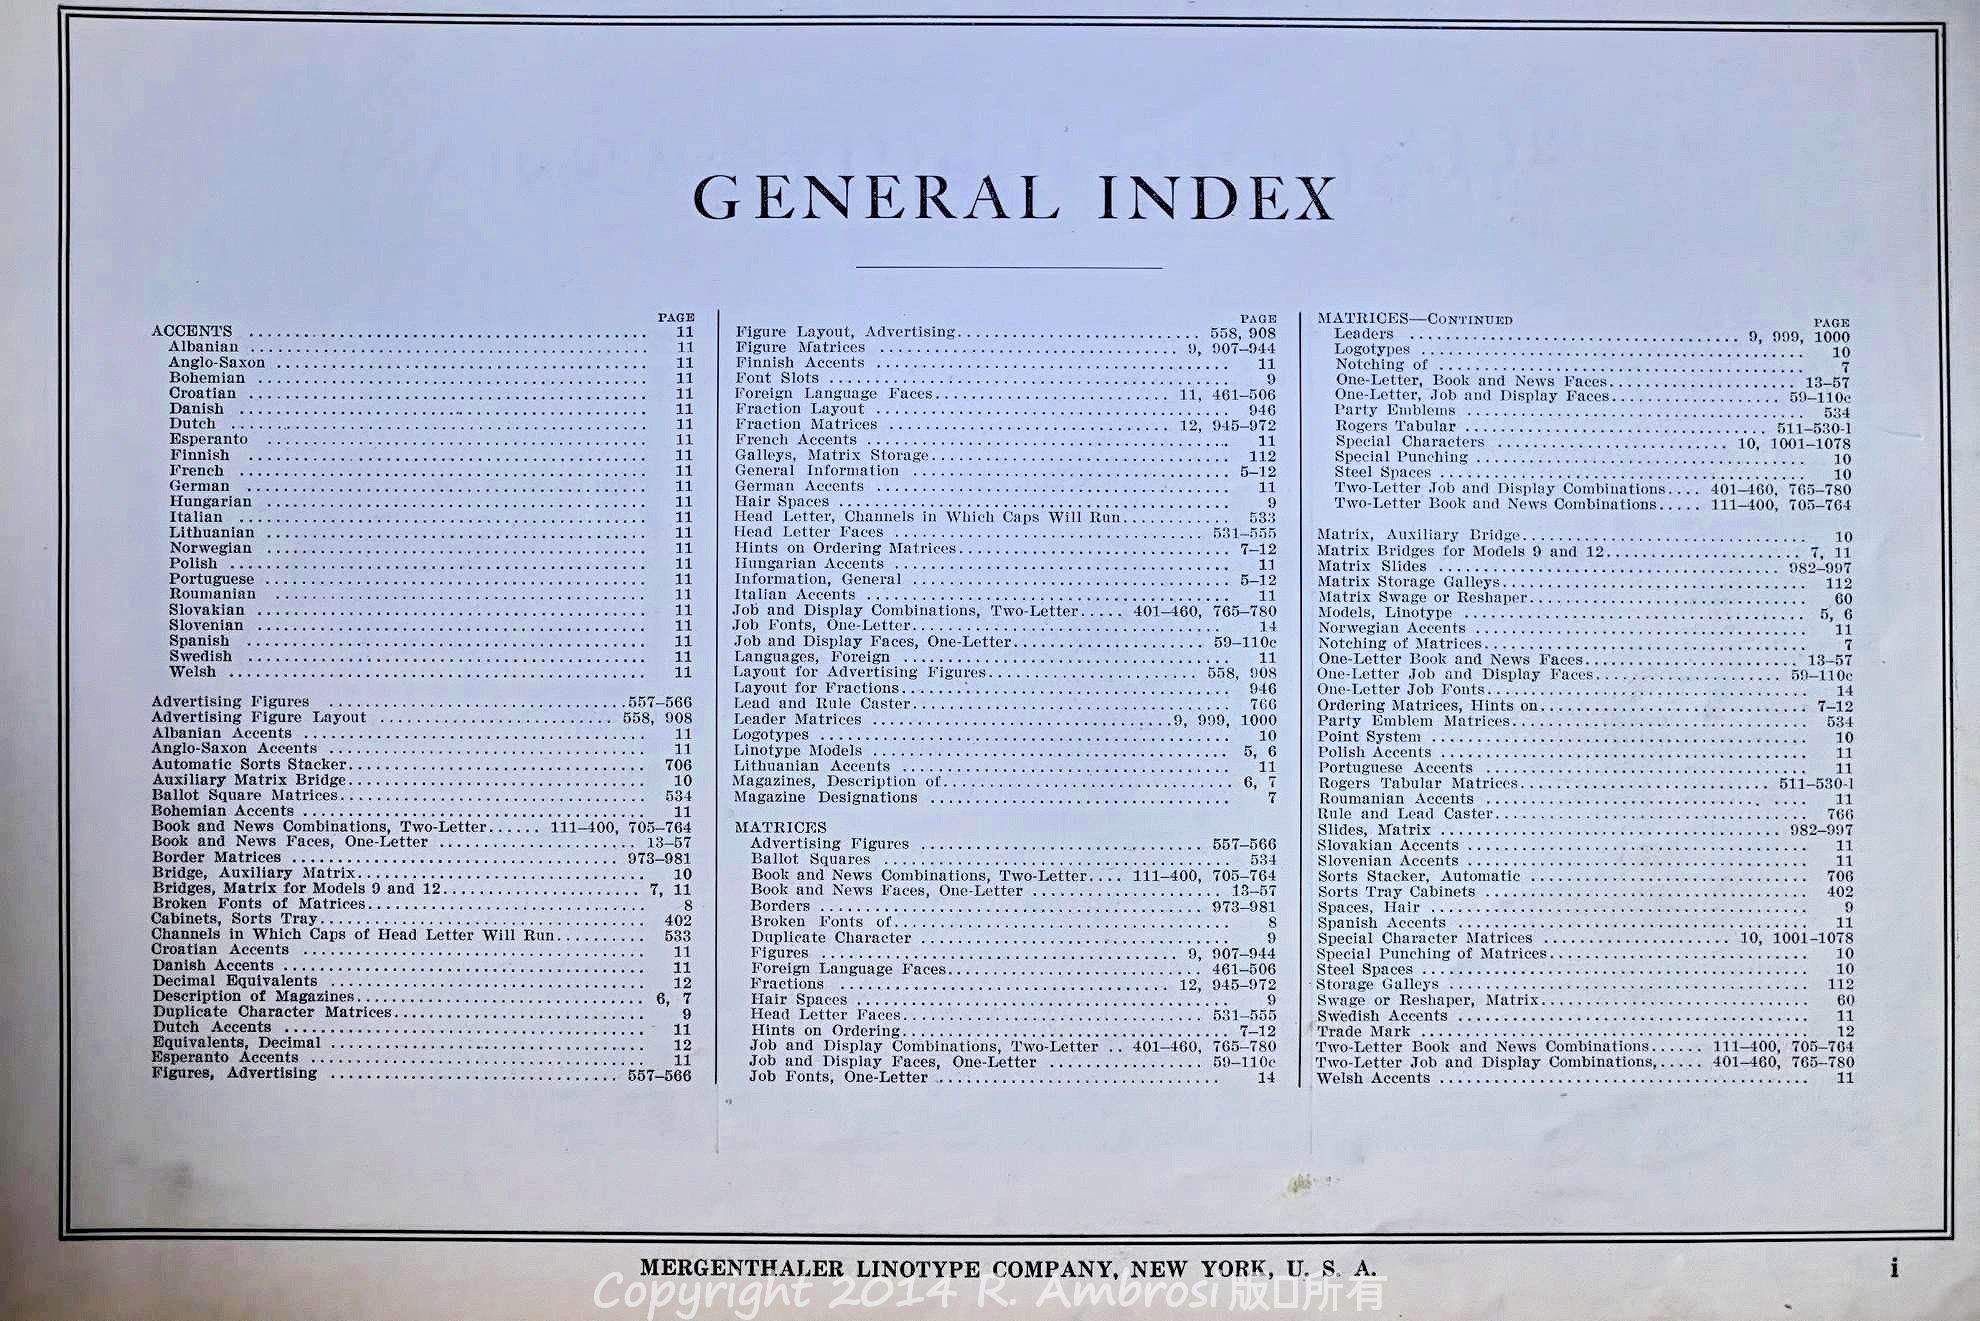 GENERAL INDEX
PAGE
ACCENTS 11
Albanian 11
Anglo-Saxon 11
Bohemian 11
Croatian 11
Danish 11
Dutch 11
Esperanto 11
Finnish 11
French 11
German 11
Hungarian 11
Italian 11
Lithuanian 11
Norwegian 11
Polish 11
Portuguese 11
Roumanian 11
Slovakian 11
Slovenian 11
Spanish 11
Swedish 11
Welsh 11
Advertising Figures 557–566
Advertising Figure Layout 558, 908
Albanian Accents 11
Anglo-Saxon Accents 11
Automatic Sorts Stacker 706
Auxiliary Matrix Bridge 10
Ballot Square Matrices 534
Bohemian Accents 11
Book and News Combinations, Two-Letter 111–400, 705–764
Book and News Faces, One-Letter 13–57
Border Matrices 973–981
Bridge, Auxiliary Matrix 10
Bridges, Matrix for Models 9 and 12 7, 11
Broken Fonts of Matrices 8
Cabinets, Sorts Tray 402
Channels in Which Caps of Head Letter Will Run 533
Croatian Accents 11
Danish Accents 11
Decimal Equivalents 12
Description of Magazines 6, 7
Duplicate Character Matrices 9
Dutch Accents 11
Equivalents, Decimal 12
Esperanto Accents 11
Figures, Advertising 557–566
PAGE
Figure Layout, Advertising 558, 908
Figure Matrices 9, 907–944
Finnish Accents 11
Font Slots 9
Foreign Language Faces 11, 461–506
Fraction Layout 946
Fraction Matrices 12, 945–972
French Accents 11
Galleys, Matrix Storage 112
General Information 5–12
German Accents 11
Hair Spaces 9
Head Letter, Channels in Which Caps Will Run 533
Head Letter Faces 531–555
Hints on Ordering Matrices 7–12
Hungarian Accents 11
Information, General 5–12
Italian Accents 11
Job and Display Combinations, Two-Letter 401–460, 765–780
Job Fonts, One-Letter 14
Job and Display Faces, One-Letter 59–110c
Languages, Foreign 11
Layout for Advertising Figures 558, 908
Layout for Fractions 946
Lead and Rule Caster 766
Leader Matrices 9, 999, 1000
Logotypes 10
Linotype Models 5, 6
Lithuanian Accents 11
Magazines, Description of 6, 7
Magazine Designations 7
MATRICES
Advertising Figures 557–566
Ballot Squares 534
Book and News Combinations, Two-Letter 111–400, 705–764
Book and News Faces, One-Letter 13–57
Borders 973–981
Broken Fonts of 8
Duplicate Character 9
Figures 9, 907–944
Foreign Language Faces 461–506
Fractions 12, 945–972
Hair Spaces 9
Head Letter Faces 531–555
Hints on Ordering 7–12
Job and Display Combinations, Two-Letter 401–460, 765–780
Job and Display Faces, One-Letter 59–110c
Job Fonts, One-Letter 14
MATRICES—CONTINUED PAGE
Leaders 9, 999, 1000
Logotypes 10
Notching of 7
One-Letter, Book and News Faces 13–57
One-Letter, Job and Display Faces 59–110c
Party Emblems 534
Rogers Tabular 511–530-l
Special Characters 10, 1001–1078
Special Punching 10
Steel Spaces 10
Two-Letter Job and Display Combinations 401–460, 765–780
Two-Letter Book and News Combinations 111–400, 705–764
Matrix, Auxiliary Bridge 10
Matrix Bridges for Models 9 and 12 7, 11
Matrix Slides 982–997
Matrix Storage Galleys 112
Matrix Swage or Reshaper 60
Models, Linotype 5, 6
Norwegian Accents 11
Notching of Matrices 7
One-Letter Book and News Faces 13–57
One-Letter Job and Display Faces 59–110c
One-Letter Job Fonts 14
Ordering Matrices, Hints on 7–12
Party Emblem Matrices 534
Point System 10
Polish Accents 11
Portuguese Accents 11
Rogers Tabular Matrices 511–530-l
Roumanian Accents 11
Rule and Lead Caster 766
Slides, Matrix 982–997
Slovakian Accents 11
Slovenian Accents 11
Sorts Stacker, Automatic 706
Sorts Tray Cabinets 402
Spaces, Hair 9
Spanish Accents 11
Special Character Matrices 10, 1001–1078
Special Punching of Matrices 10
Steel Spaces 10
Storage Galleys 112
Swage or Reshaper, Matrix 60
Swedish Accents 11
Trade Mark 12
Two-Letter Book and News Combinations 111–400, 705–764
Two-Letter Job and Display Combinations, 401–460, 765–780
Welsh Accents 11
MERGENTHALER LINOTYPE COMPANY, NEW YORK, U. S. A. i
Copyright 2014 R. Ambrosi 版口所有